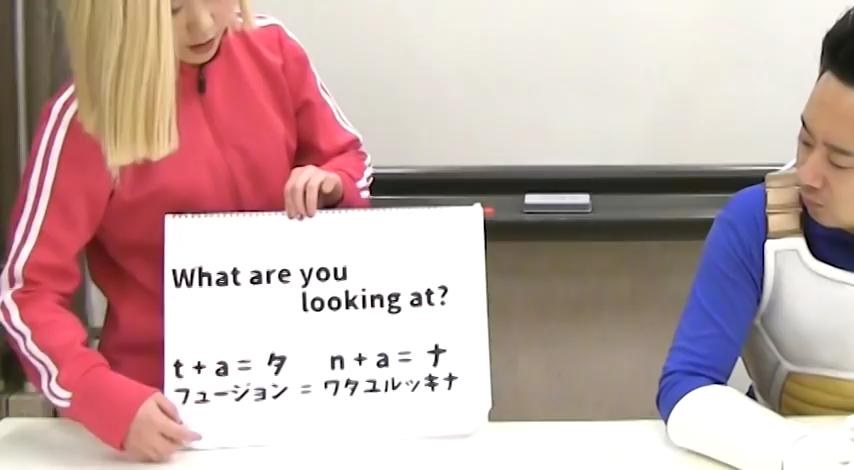 What are you
looking at?
t + a = タ　n + a = ナ
フュージョン = ワタユルッキナ